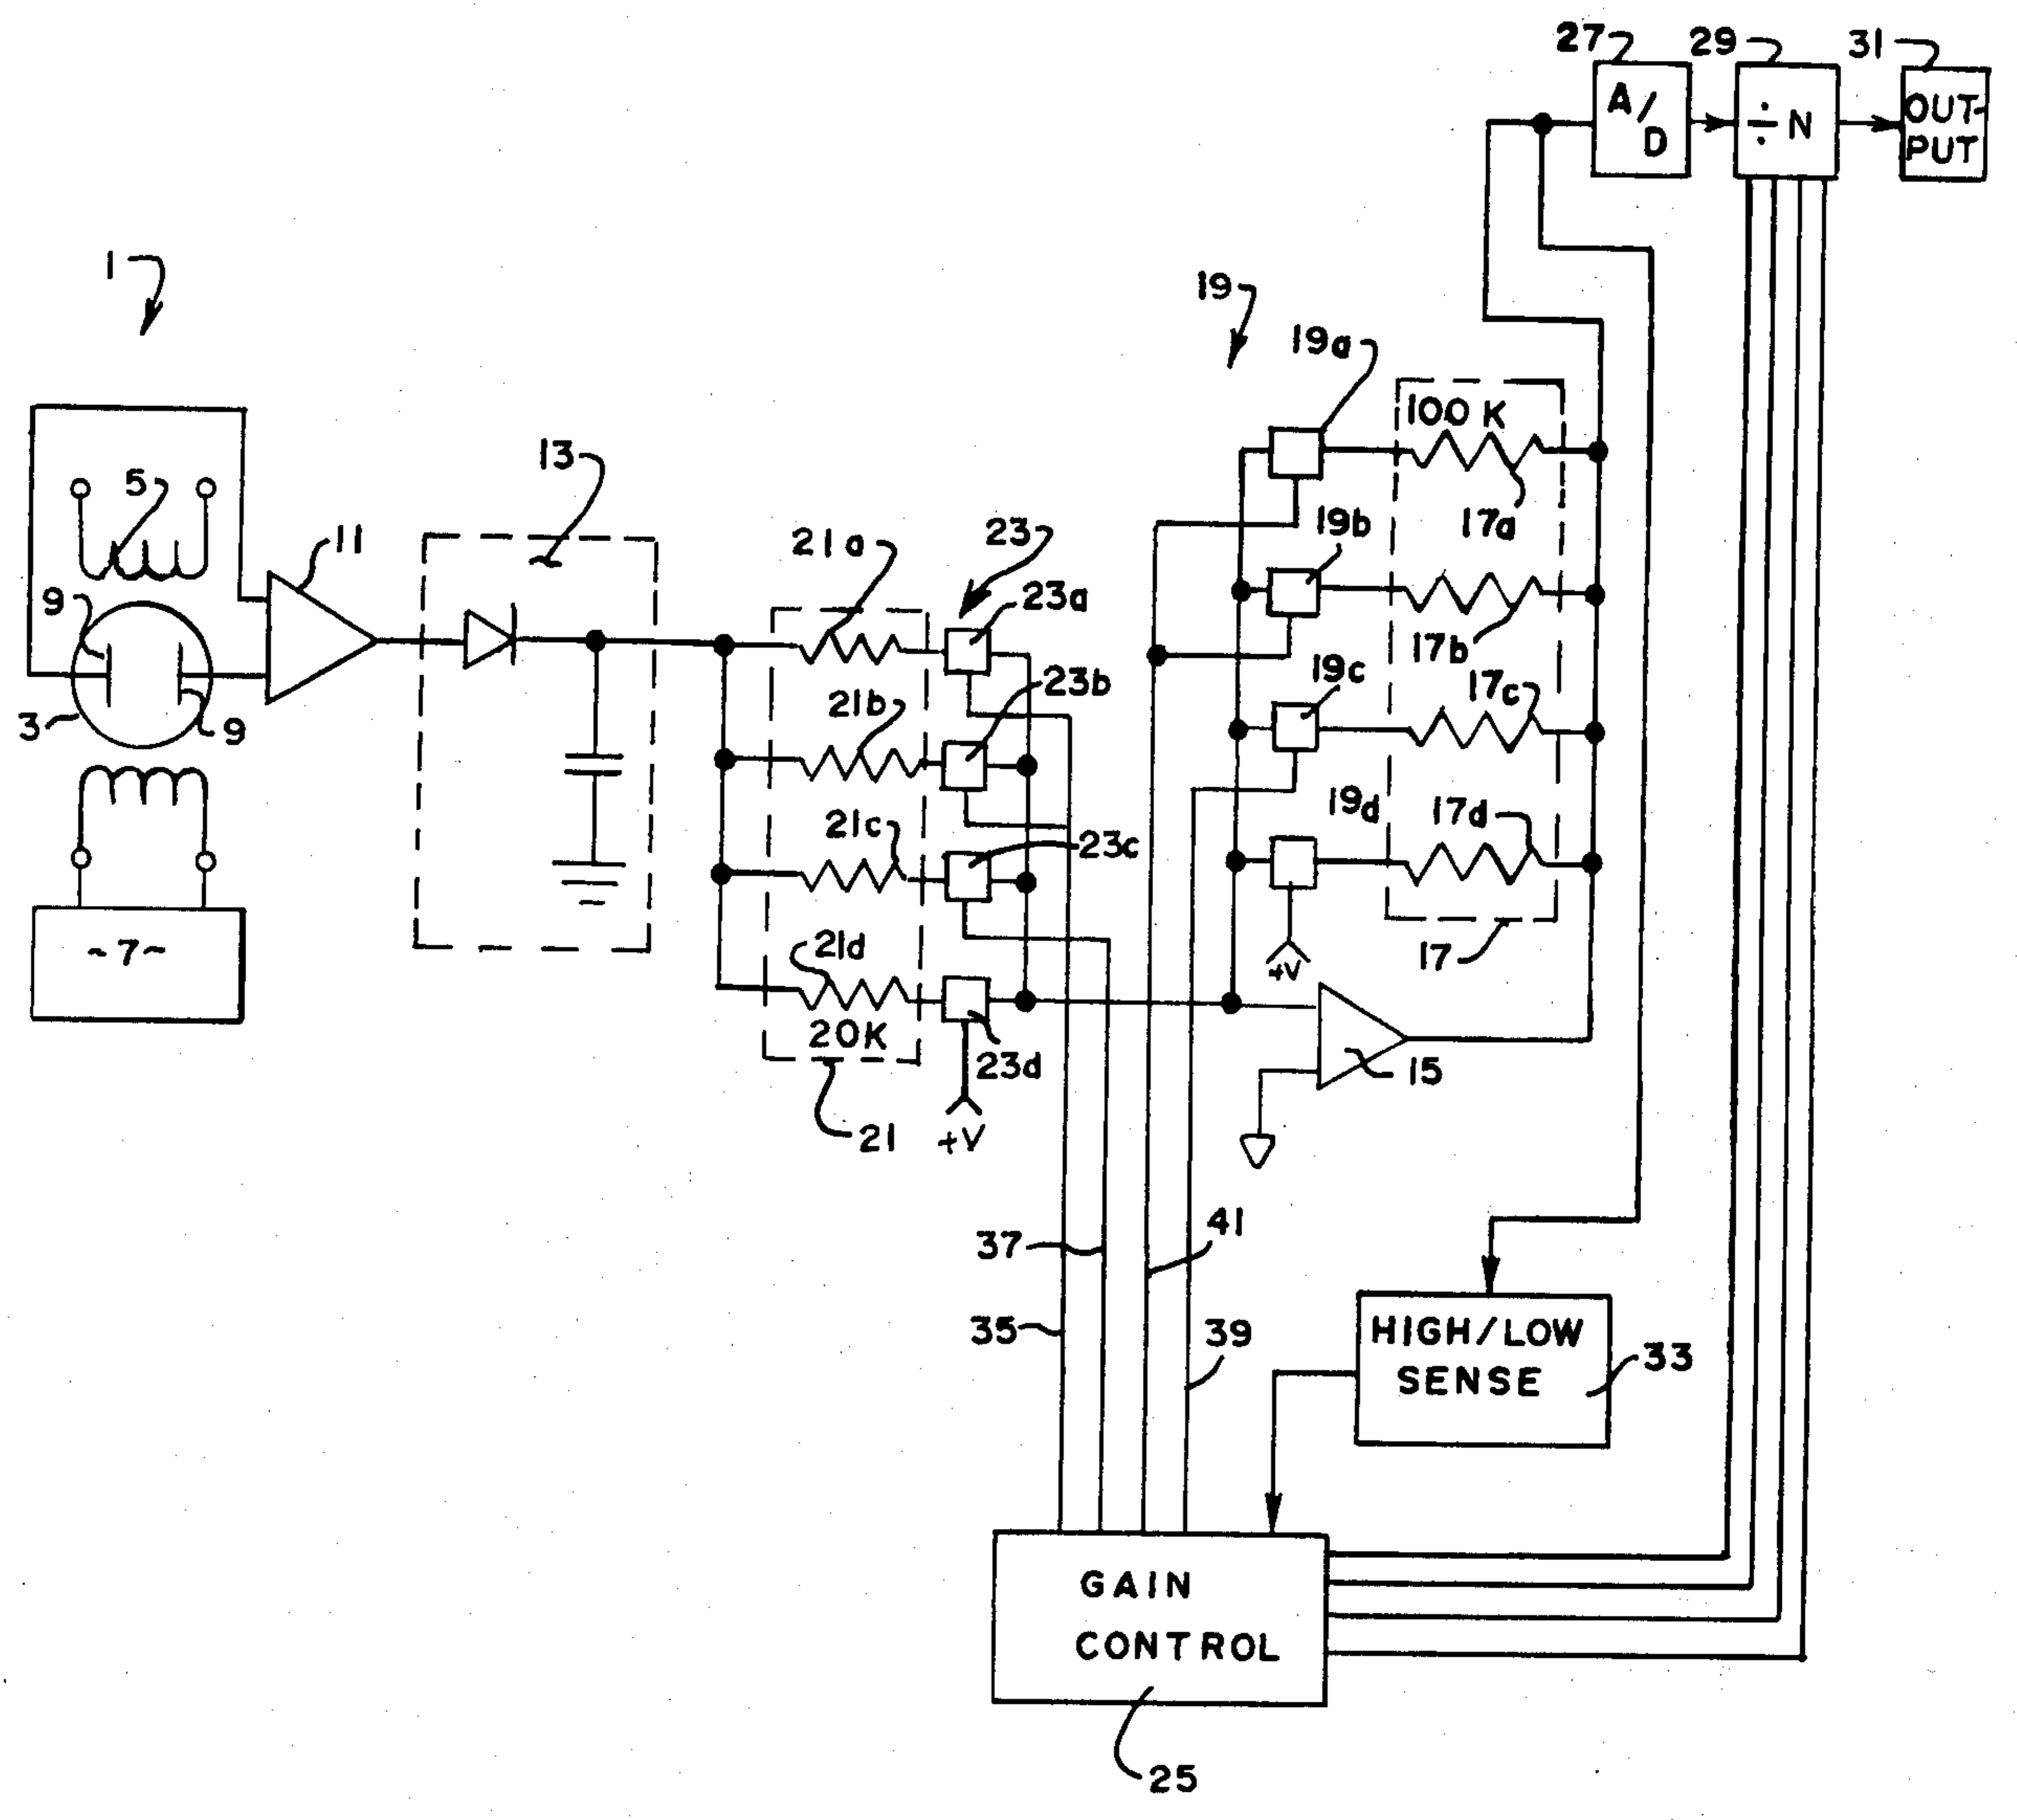 27 29 31
A/D ÷N OUT-PUT
1
19
19a
100 K
5
13
17a
11
21a
23
19b
9
23a
17b
21b
23b
19c
17c
3
9
21c
23c
19d
17d
~7~
21d
+V
17
20K
23d
15
21
+V
37
41
35
39
HIGH/LOW
SENSE
33
GAIN
CONTROL
25